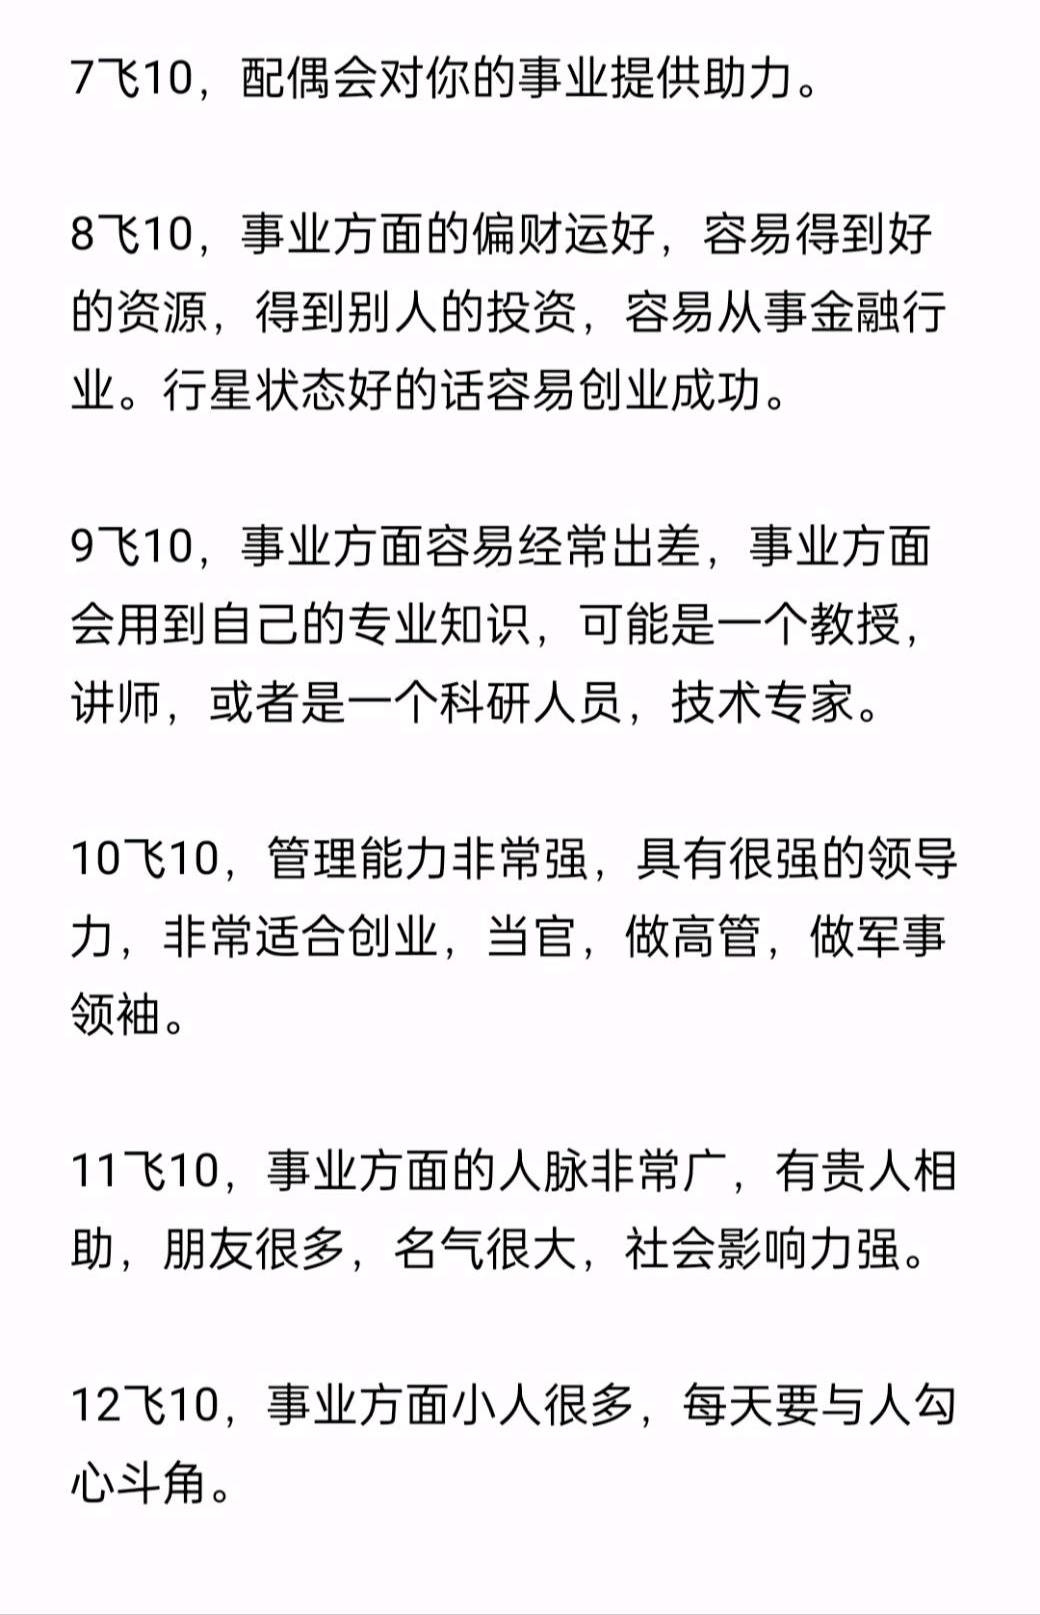 7飞10，配偶会对你的事业提供助力。
8飞10，事业方面的偏财运好，容易得到好
的资源，得到别人的投资，容易从事金融行
业。行星状态好的话容易创业成功。
9飞10，事业方面容易经常出差，事业方面
会用到自己的专业知识，可能是一个教授，
讲师，或者是一个科研人员，技术专家。
10飞10，管理能力非常强，具有很强的领导
力，非常适合创业，当官，做高管，做军事
领袖。
11飞10，事业方面的人脉非常广，有贵人相
助，朋友很多，名气很大，社会影响力强。
12飞10，事业方面小人很多，每天要与人勾
心斗角。